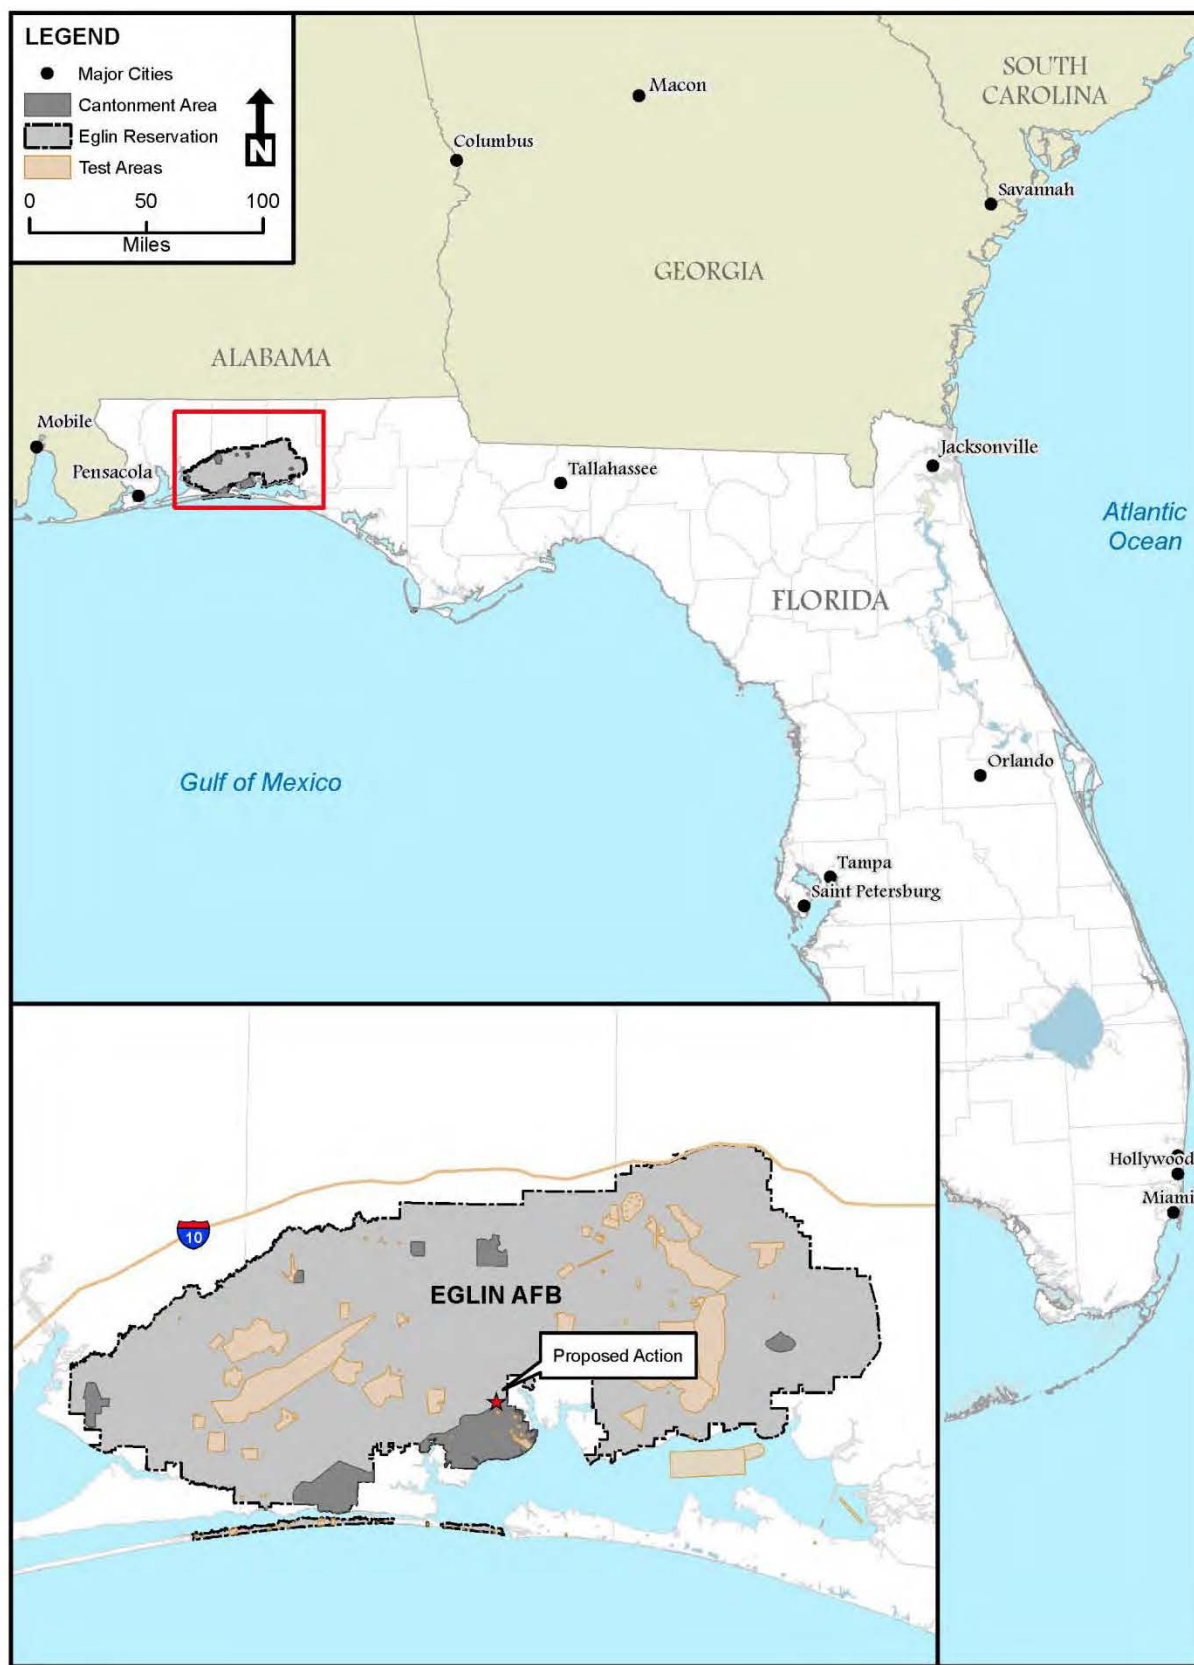 LEGEND
Major Cities
Cantonment Area
Eglin Reservation
Test Areas
N
0 50 100
Miles
Macon
SOUTH
CAROLINA
Columbus
Savannah
GEORGIA
ALABAMA
Mobile
Pensacola
Tallahassee
Jacksonville
Atlantic
Ocean
FLORIDA
Gulf of Mexico
Orlando
Tampa
Saint Petersburg
Hollywood
Miami
10
EGLIN AFB
Proposed Action